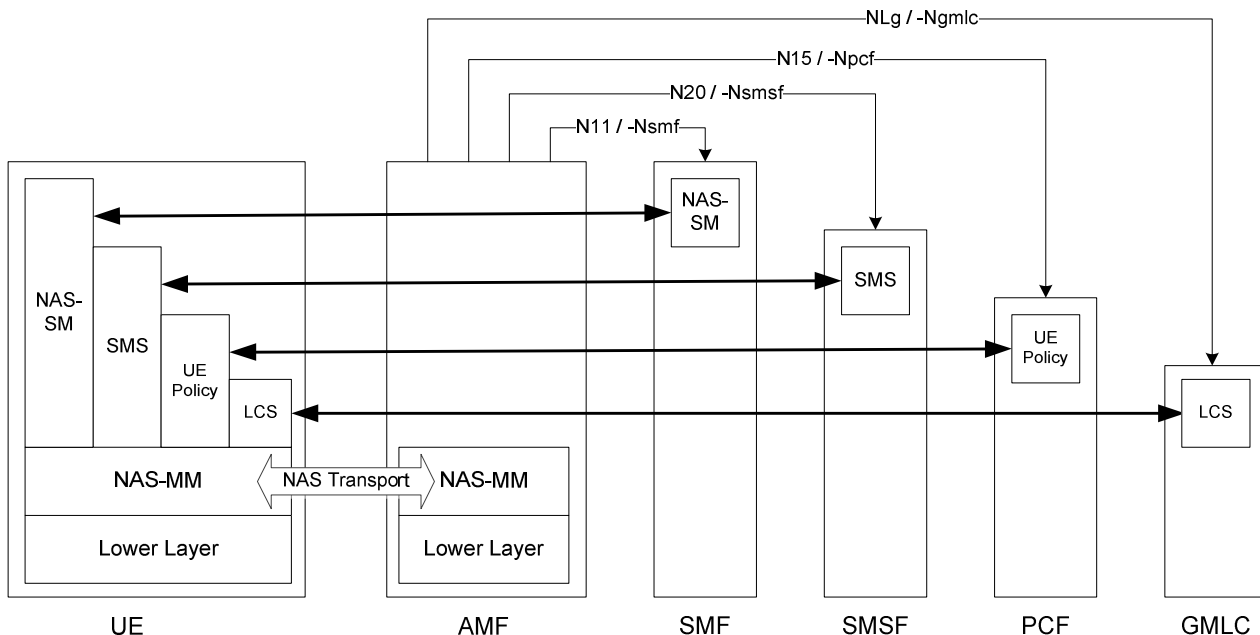 NLg / -Ngmlc
N15 / -Npcf
N20 / -Nsmsf
N11 / -Nsmf
NAS-
SM
SMS
UE
Policy
LCS
NAS-
SM
SMS
UE
Policy
LCS
NAS-MM
NAS Transport
NAS-MM
Lower Layer
Lower Layer
UE
AMF
SMF
SMSF
PCF
GMLC